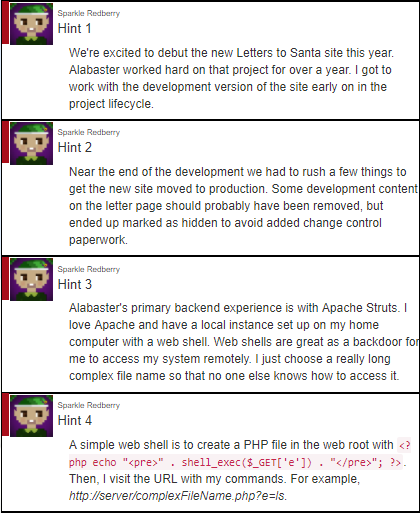 Sparkle Redberry
Hint 1
We're excited to debut the new Letters to Santa site this year.
Alabaster worked hard on that project for over a year. I got to
work with the development version of the site early on in the
project lifecycle.
Sparkle Redberry
Hint 2
Near the end of the development we had to rush a few things to
get the new site moved to production. Some development content
on the letter page should probably have been removed, but
ended up marked as hidden to avoid added change control
paperwork.
Sparkle Redberry
Hint 3
Alabaster's primary backend experience is with Apache Struts. I
love Apache and have a local instance set up on my home
computer with a web shell. Web shells are great as a backdoor for
me to access my system remotely. I just choose a really long
complex file name so that no one else knows how to access it.
Sparkle Redberry
Hint 4
A simple web shell is to create a PHP file in the web root with <?
php echo "<pre>" . shell_exec($_GET['e']) . "</pre>"; ?>.
Then, I visit the URL with my commands. For example,
http://server/complexFileName.php?e=ls.